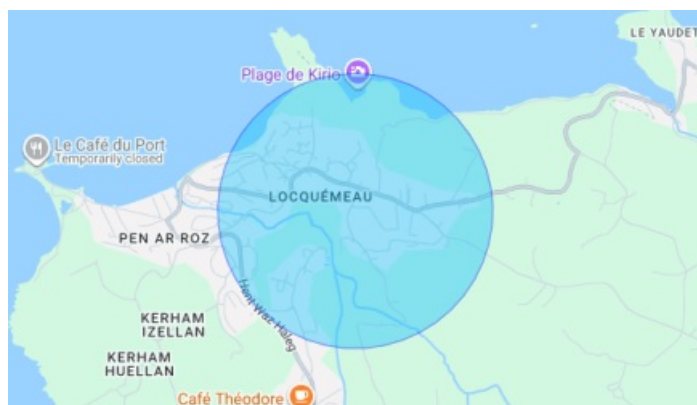 LE YAUDET
Plage de Kirio
Le Café du Port
Temporarily closed
LOCQUÉMEAU
PEN AR ROZ
Hent Waz Haleg
KERHAM
IZELLAN
KERHAM
HUELLAN
Café Théodore